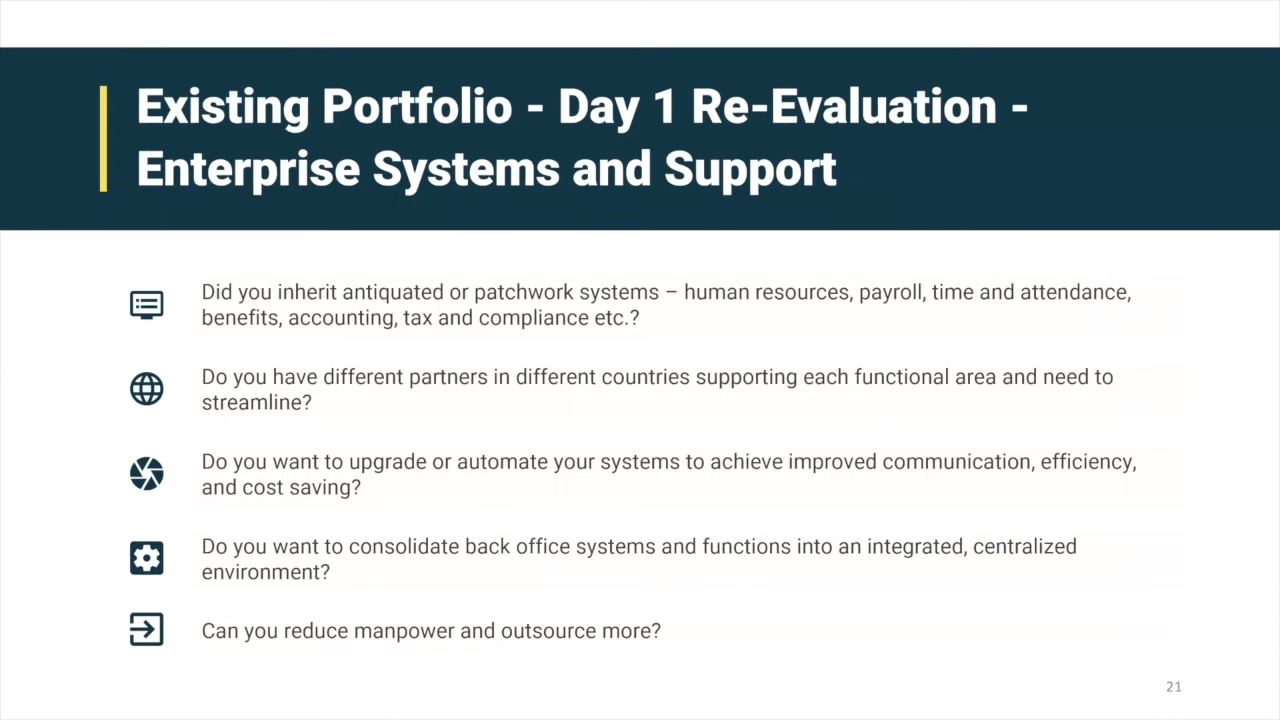 Existing Portfolio - Day 1 Re-Evaluation -
Enterprise Systems and Support
Did you inherit antiquated or patchwork systems – human resources, payroll, time and attendance,
benefits, accounting, tax and compliance etc.?
Do you have different partners in different countries supporting each functional area and need to
streamline?
Do you want to upgrade or automate your systems to achieve improved communication, efficiency,
and cost saving?
Do you want to consolidate back office systems and functions into an integrated, centralized
environment?
Can you reduce manpower and outsource more?
21